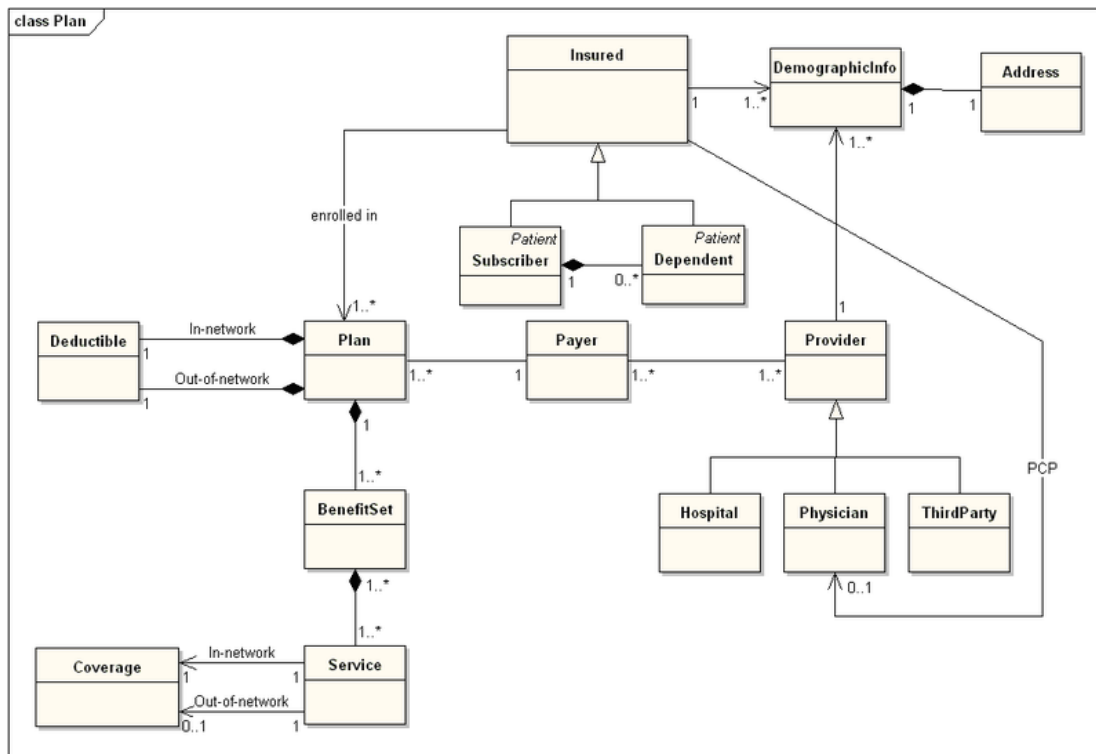 class Plan
Insured
DemographicInfo
Address
1
1..*
1
1
1..*
enrolled in
Patient
Subscriber
Patient
Dependent
1
0..*
1..*
1
Deductible
In-network
1
Out-of-network
1
Plan
Payer
Provider
1..*
1
1..*
1..*
1
1..*
PCP
BenefitSet
Hospital
Physician
ThirdParty
1..*
0..1
1..*
Coverage
In-network
1
1
Out-of-network
0..1
1
Service